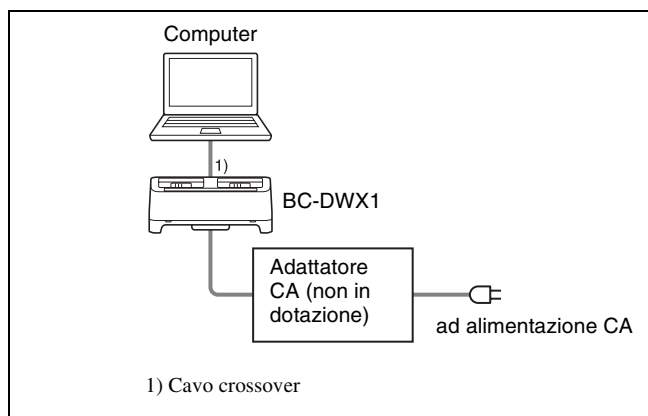 Computer
1)
BC-DWX1
Adattatore
CA (non in
dotazione)
ad alimentazione CA
1) Cavo crossover